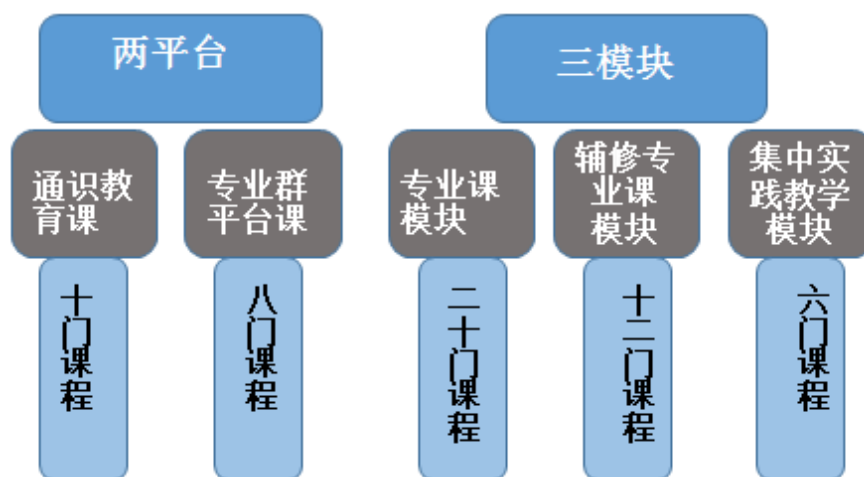 两平台
三模块
通识教
育课
专业群
平台课
专业课
模块
辅修专
业课
模块
集中实
践教学
模块
十门课程
八门课程
二十门课程
十二门课程
六门课程